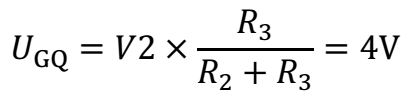 U_GQ = V2 × R_3 / (R_2 + R_3) = 4V